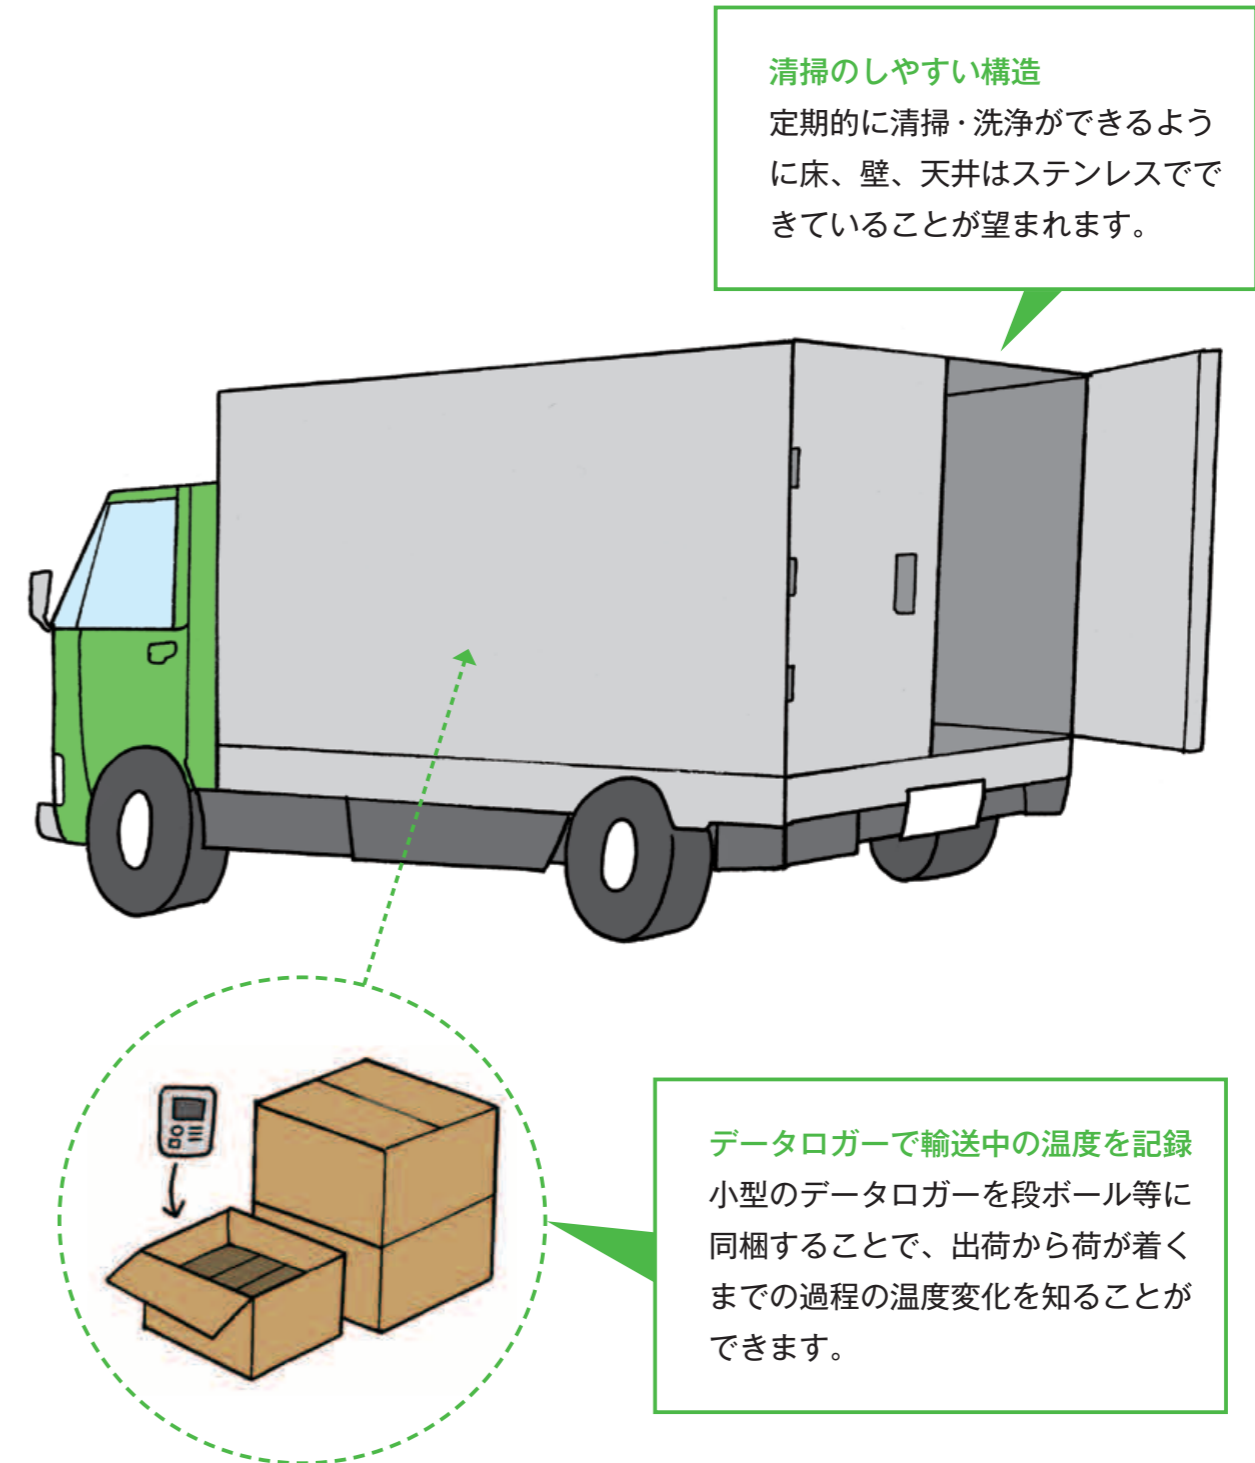 清掃のしやすい構造
定期的に清掃・洗浄ができるよう
に床、壁、天井はステンレスでで
きていることが望まれます。
データロガーで輸送中の温度を記録
小型のデータロガーを段ボール等に
同梱することで、出荷から荷が着く
までの過程の温度変化を知ることが
できます。